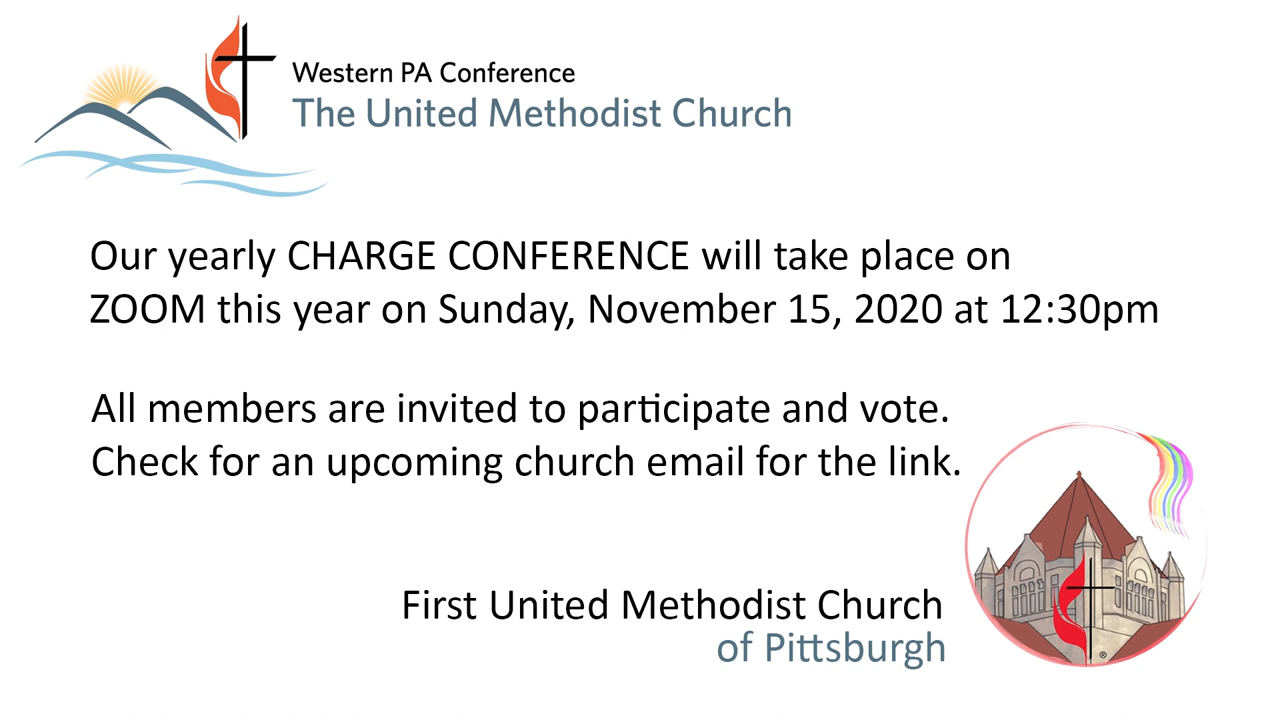 Western PA Conference
The United Methodist Church
Our yearly CHARGE CONFERENCE will take place on
ZOOM this year on Sunday, November 15, 2020 at 12:30pm
All members are invited to participate and vote.
Check for an upcoming church email for the link.
First United Methodist Church
of Pittsburgh
®